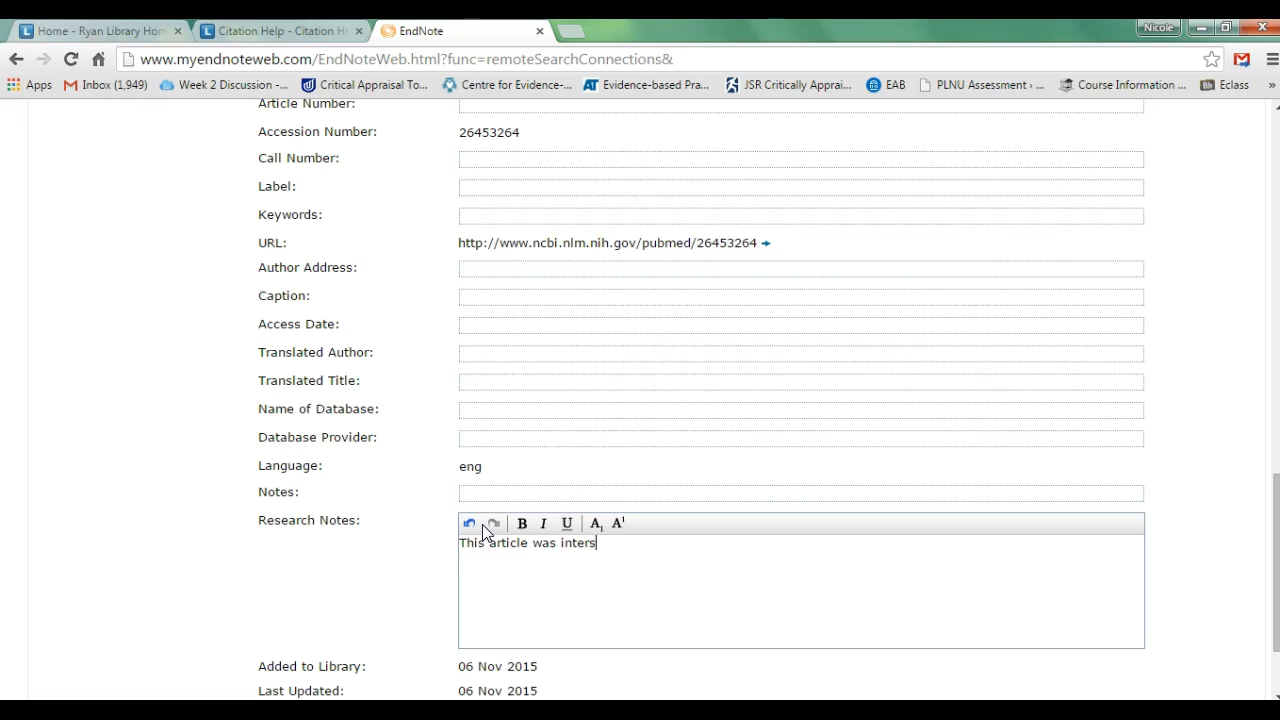 Home - Ryan Library Hom
Citation Help - Citation H
EndNote
Nicole
www.myendnoteweb.com/EndNoteWeb.html?func=remoteSearchConnections&
Apps
Inbox (1,949)
Week 2 Discussion -...
Critical Appraisal To...
Centre for Evidence-...
Evidence-based Pra...
JSR Critically Apprai...
EAB
PLNU Assessment › ...
Course Information ...
Eclass
»
Article Number:
Accession Number: 26453264
Call Number:
Label:
Keywords:
URL: http://www.ncbi.nlm.nih.gov/pubmed/26453264
Author Address:
Caption:
Access Date:
Translated Author:
Translated Title:
Name of Database:
Database Provider:
Language: eng
Notes:
Research Notes:
B I U A1 A1
This article was inters
Added to Library: 06 Nov 2015
Last Updated: 06 Nov 2015